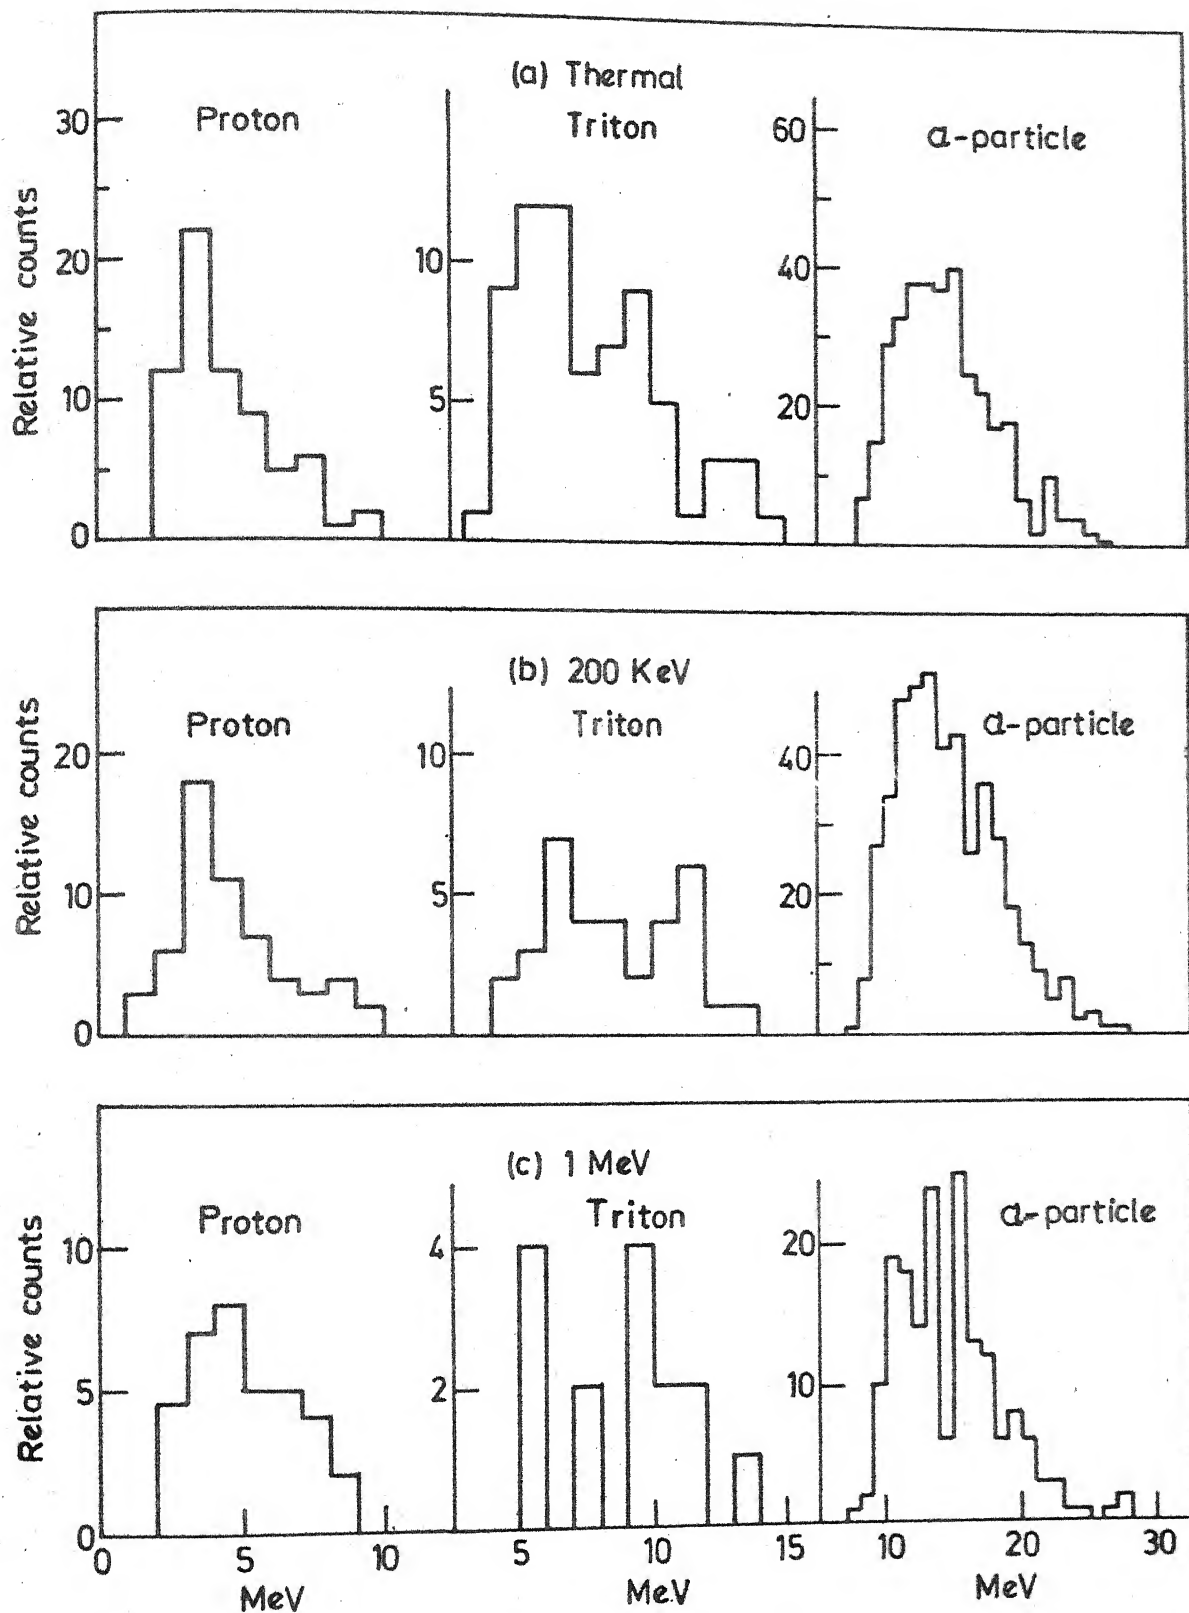 (a) Thermal
Proton
Triton
α-particle
30
20
10
0
10
5
60
40
20
Relative counts
(b) 200 KeV
Proton
Triton
α-particle
20
10
0
10
5
40
20
Relative counts
(c) 1 MeV
Proton
Triton
α-particle
10
5
0
4
2
20
10
Relative counts
0 5 10
5 10 15
10 20 30
MeV
MeV
MeV